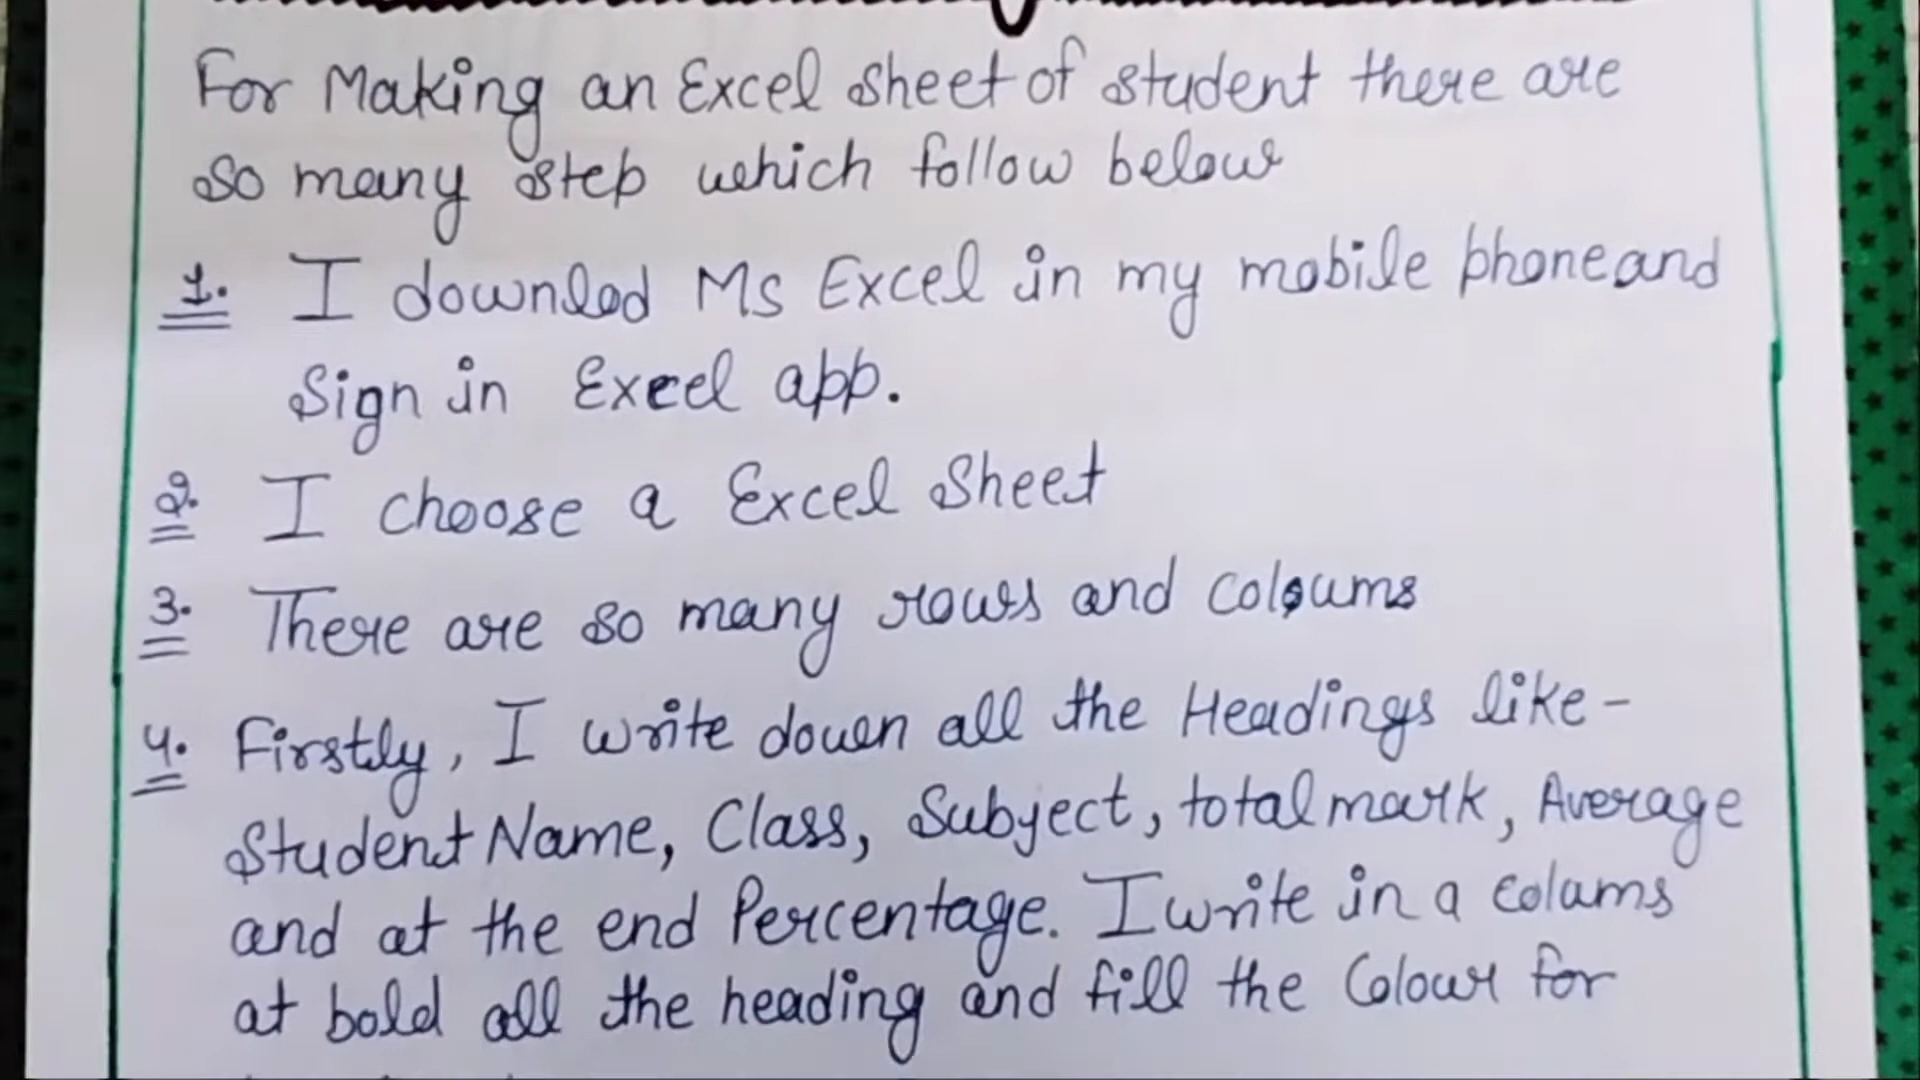 For Making an Excel Sheet of student there are
so many step which follow below
1. I downlod Ms Excel in my mobile phone and
Sign in Excel app.
2. I choose a Excel Sheet
3. There are so many rows and coloums
4. Firstly, I write down all the Headings like -
Student Name, Class, Subject, total mark, Average
and at the end Percentage. I write in a colams
at bold all the heading and fill the Colour for